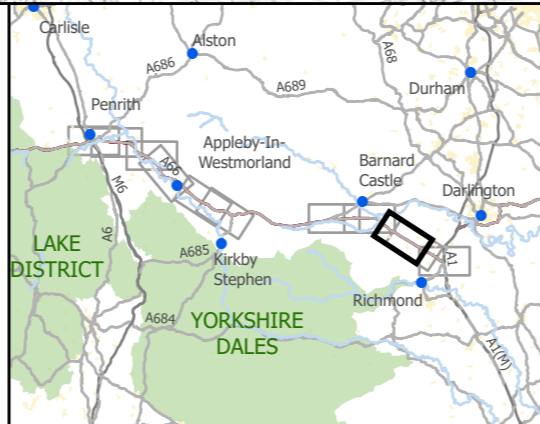 Carlisle
Alston
A68
A686
A689
Durham
Penrith
Appleby-In-
Westmorland
Barnard
Castle
A66
Darlington
M6
A6
LAKE
DISTRICT
A685
Kirkby
Stephen
A1
Richmond
A684
YORKSHIRE
DALES
A1(M)